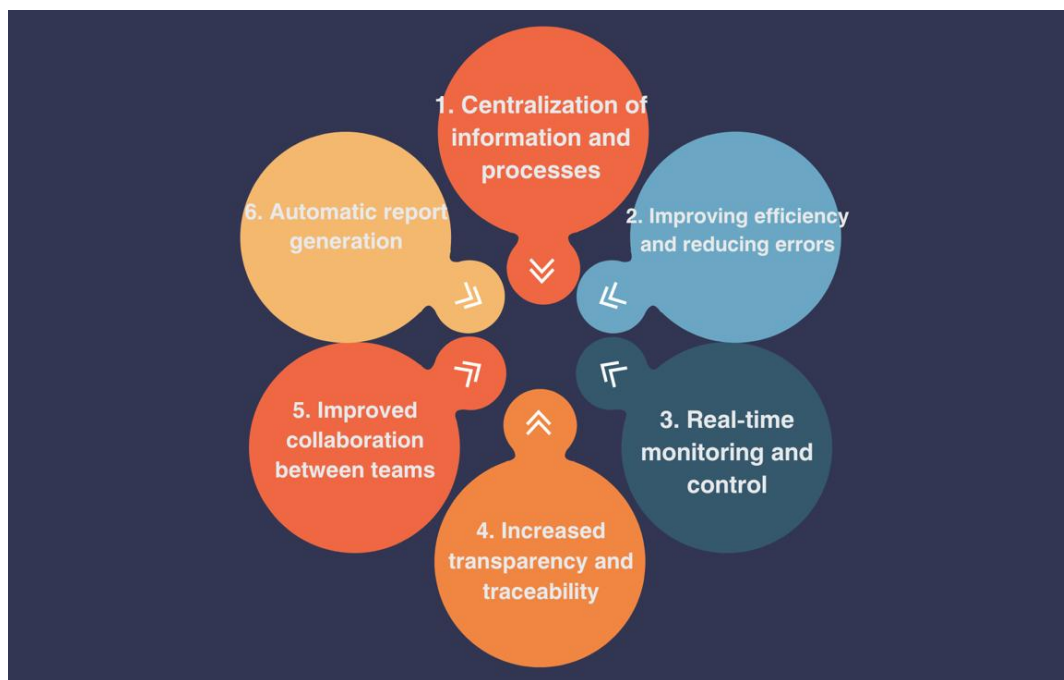 1. Centralization of
information and
processes
2. Improving efficiency
and reducing errors
3. Real-time
monitoring and
control
4. Increased
transparency and
traceability
5. Improved
collaboration
between teams
6. Automatic report
generation